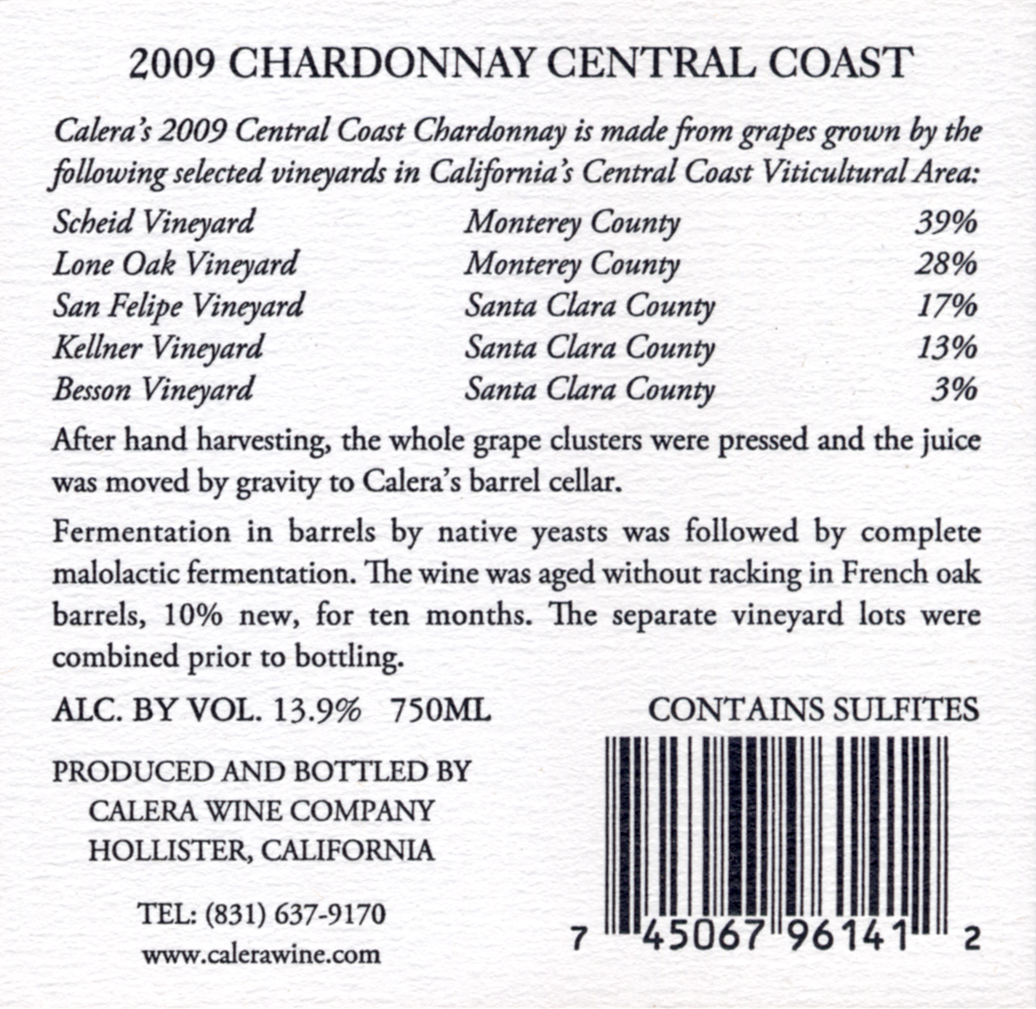 2009 CHARDONNAY CENTRAL COAST
Calera's 2009 Central Coast Chardonnay is made from grapes grown by the
following selected vineyards in California's Central Coast Viticultural Area:
Scheid Vineyard Monterey County 39%
Lone Oak Vineyard Monterey County 28%
San Felipe Vineyard Santa Clara County 17%
Kellner Vineyard Santa Clara County 13%
Besson Vineyard Santa Clara County 3%
After hand harvesting, the whole grape clusters were pressed and the juice
was moved by gravity to Calera's barrel cellar.
Fermentation in barrels by native yeasts was followed by complete
malolactic fermentation. The wine was aged without racking in French oak
barrels, 10% new, for ten months. The separate vineyard lots were
combined prior to bottling.
ALC. BY VOL. 13.9% 750ML CONTAINS SULFITES
PRODUCED AND BOTTLED BY
CALERA WINE COMPANY
HOLLISTER, CALIFORNIA
TEL: (831) 637-9170
www.calerawine.com
7 45067 96141 2